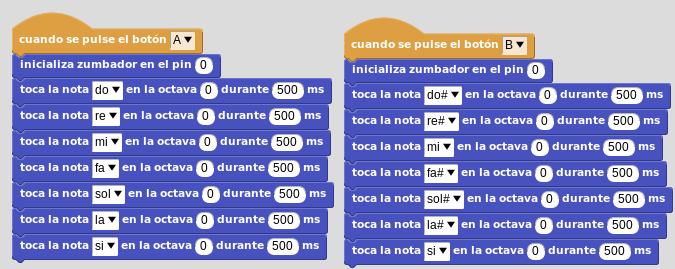 cuando se pulse el botón A ▼
inicializa zumbador en el pin 0
toca la nota do ▼ en la octava 0 durante 500 ms
toca la nota re ▼ en la octava 0 durante 500 ms
toca la nota mi ▼ en la octava 0 durante 500 ms
toca la nota fa ▼ en la octava 0 durante 500 ms
toca la nota sol ▼ en la octava 0 durante 500 ms
toca la nota la ▼ en la octava 0 durante 500 ms
toca la nota si ▼ en la octava 0 durante 500 ms
cuando se pulse el botón B ▼
inicializa zumbador en el pin 0
toca la nota do# ▼ en la octava 0 durante 500 ms
toca la nota re# ▼ en la octava 0 durante 500 ms
toca la nota mi ▼ en la octava 0 durante 500 ms
toca la nota fa# ▼ en la octava 0 durante 500 ms
toca la nota sol# ▼ en la octava 0 durante 500 ms
toca la nota la# ▼ en la octava 0 durante 500 ms
toca la nota si ▼ en la octava 0 durante 500 ms